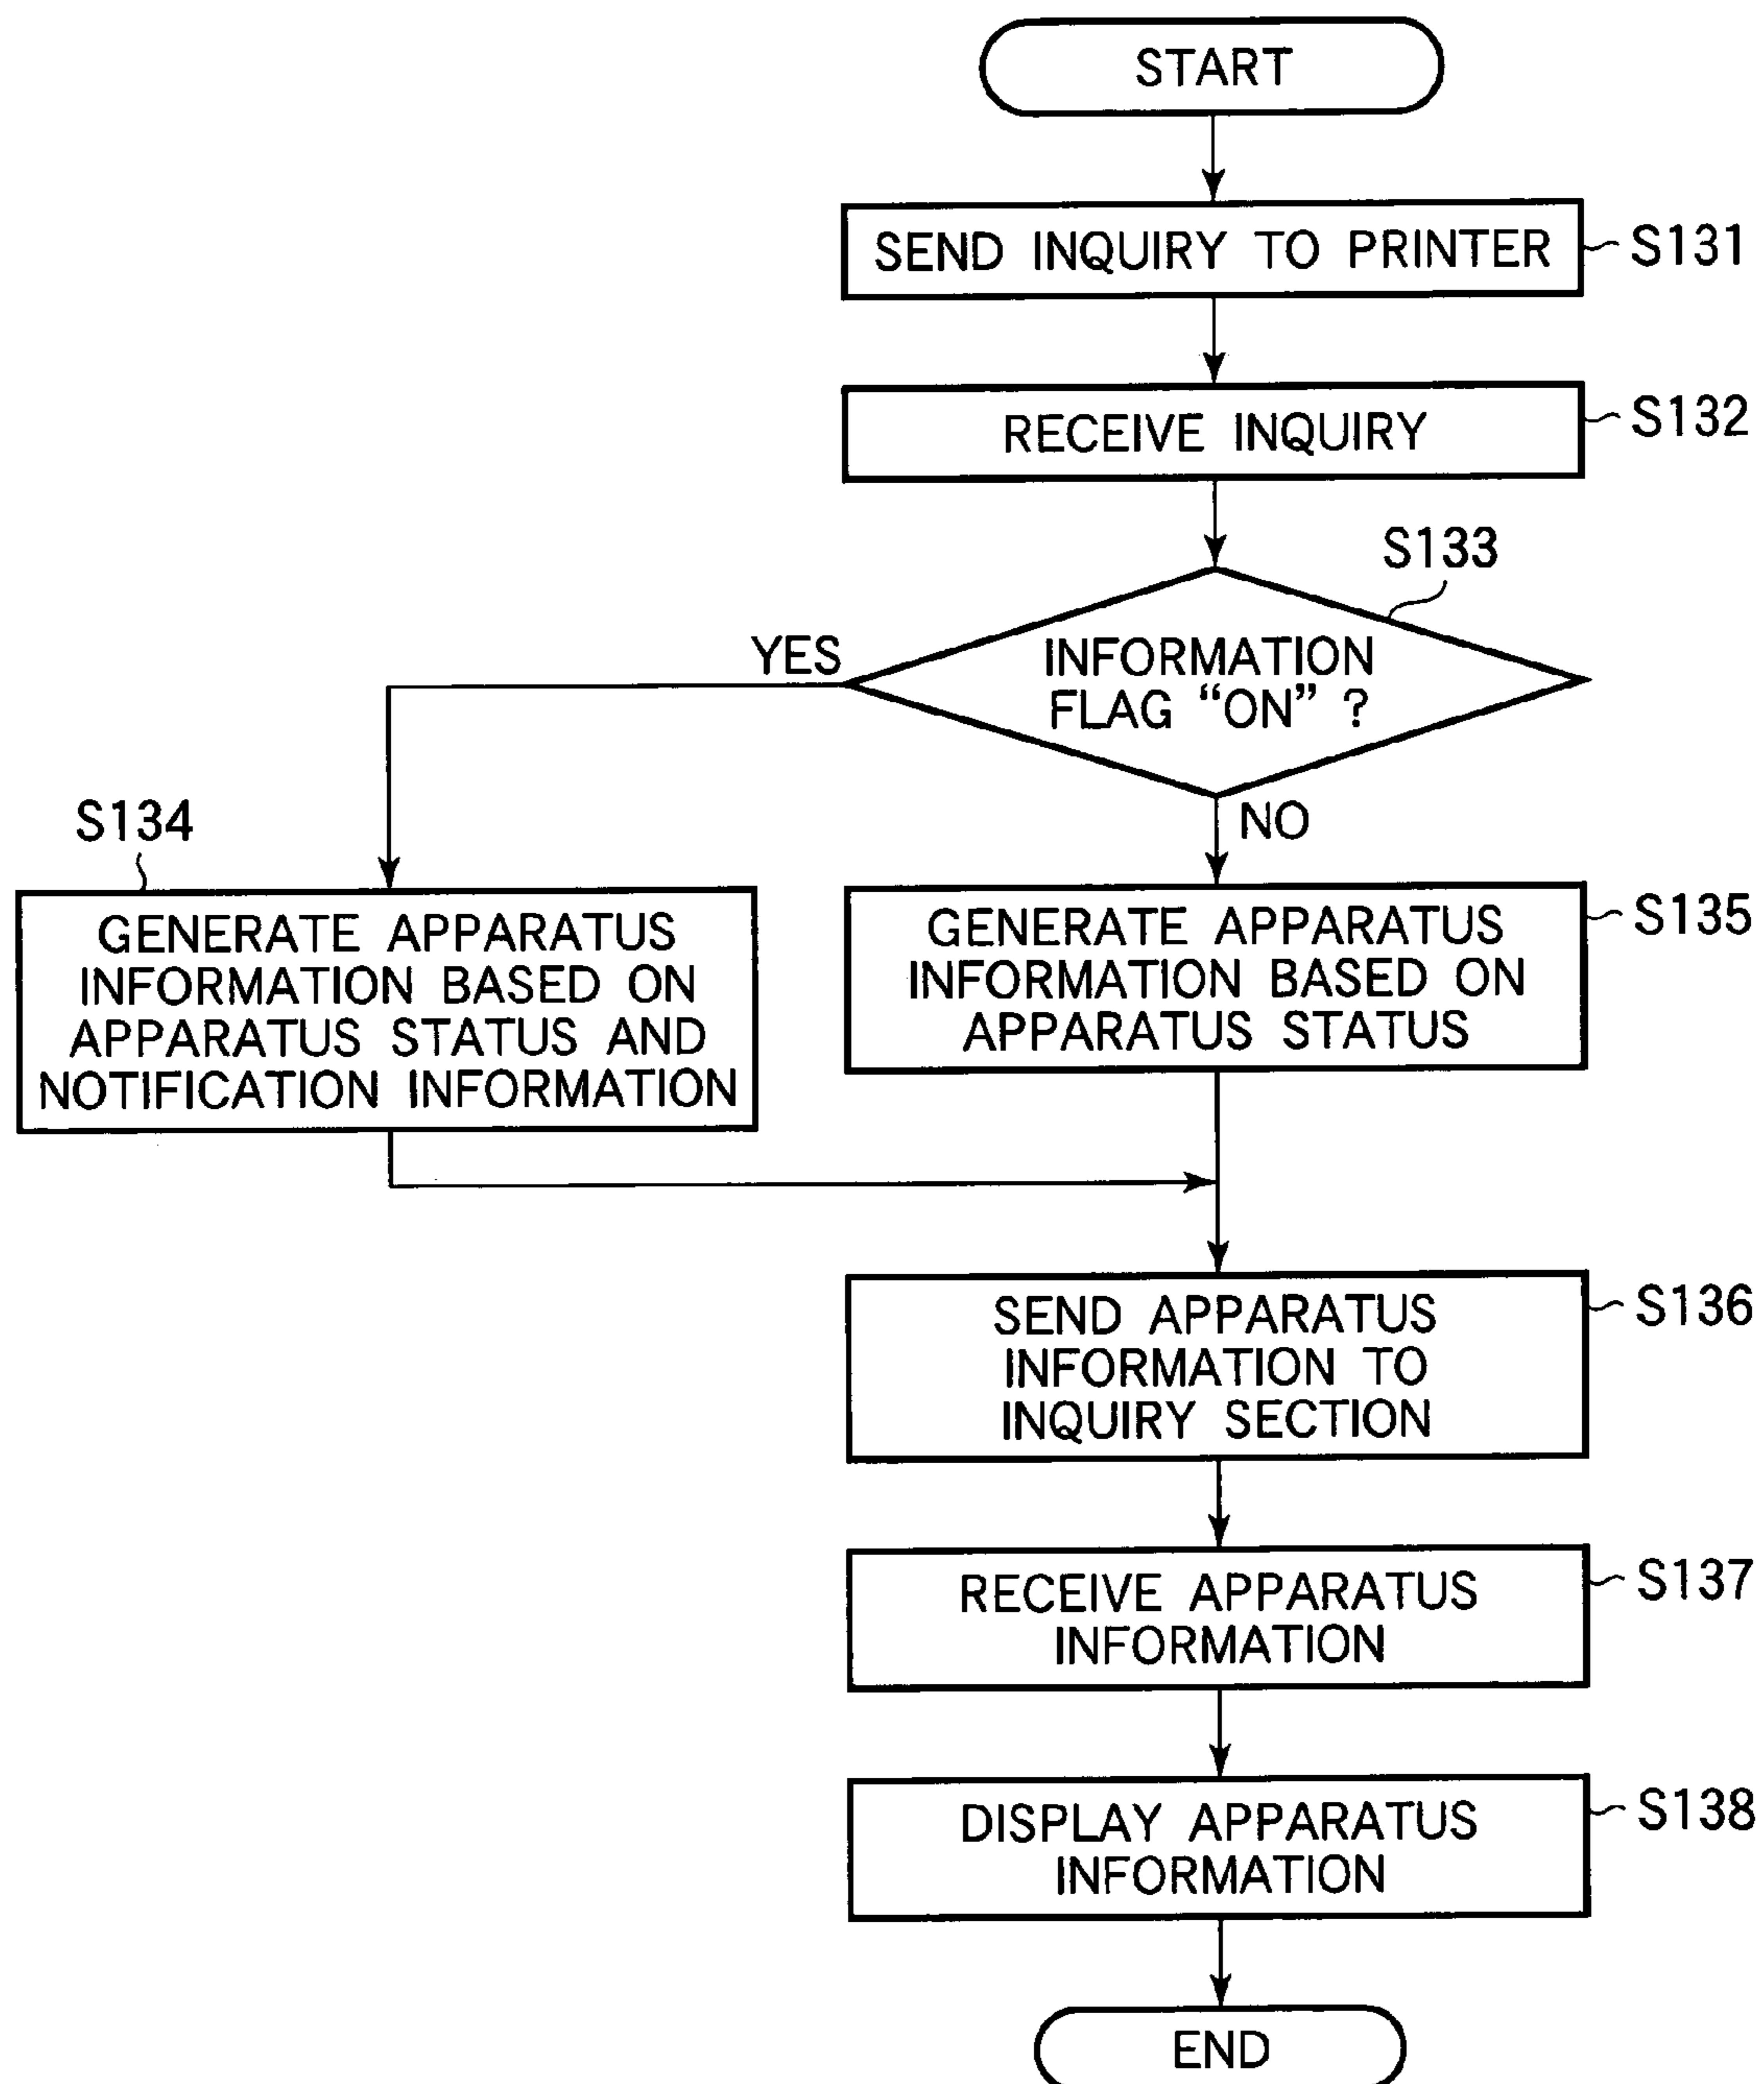 START
SEND INQUIRY TO PRINTER
S131
RECEIVE INQUIRY
S132
S133
INFORMATION
FLAG “ON” ?
YES
NO
S134
GENERATE APPARATUS
INFORMATION BASED ON
APPARATUS STATUS AND
NOTIFICATION INFORMATION
GENERATE APPARATUS
INFORMATION BASED ON
APPARATUS STATUS
S135
SEND APPARATUS
INFORMATION TO
INQUIRY SECTION
S136
RECEIVE APPARATUS
INFORMATION
S137
DISPLAY APPARATUS
INFORMATION
S138
END